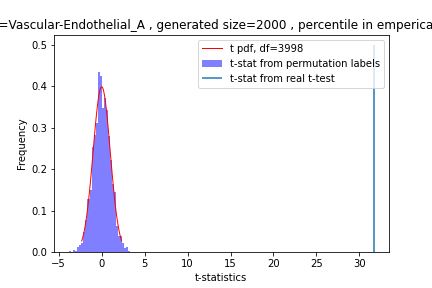 =Vascular-Endothelial_A , generated size=2000 , percentile in emperica
t pdf, df=3998
t-stat from permutation labels
t-stat from real t-test
Frequency
0.5
0.4
0.3
0.2
0.1
0.0
-5
0
5
10
15
20
25
30
t-statistics